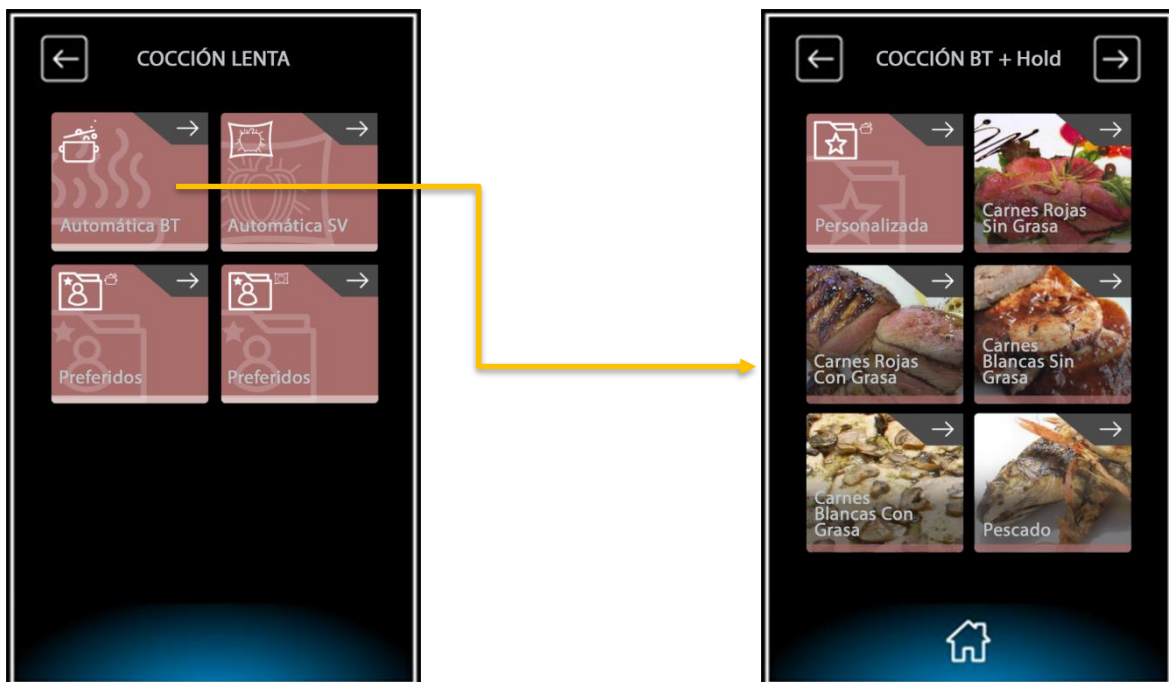 COCCIÓN LENTA
Automática BT
Automática SV
Preferidos
Preferidos
COCCIÓN BT + Hold
Personalizada
Carnes Rojas
Sin Grasa
Carnes Rojas
Con Grasa
Carnes
Blancas Sin
Grasa
Carnes
Blancas Con
Grasa
Pescado